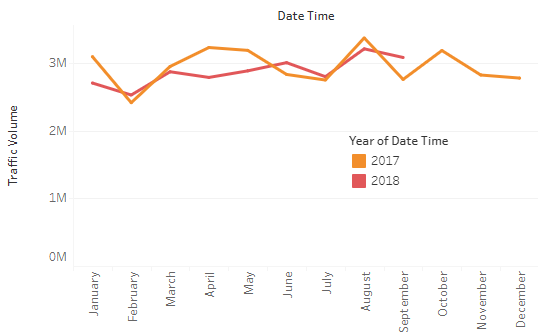 Date Time
3M
2M
1M
0M
Traffic Volume
Year of Date Time
2017
2018
January
February
March
April
May
June
July
August
September
October
November
December